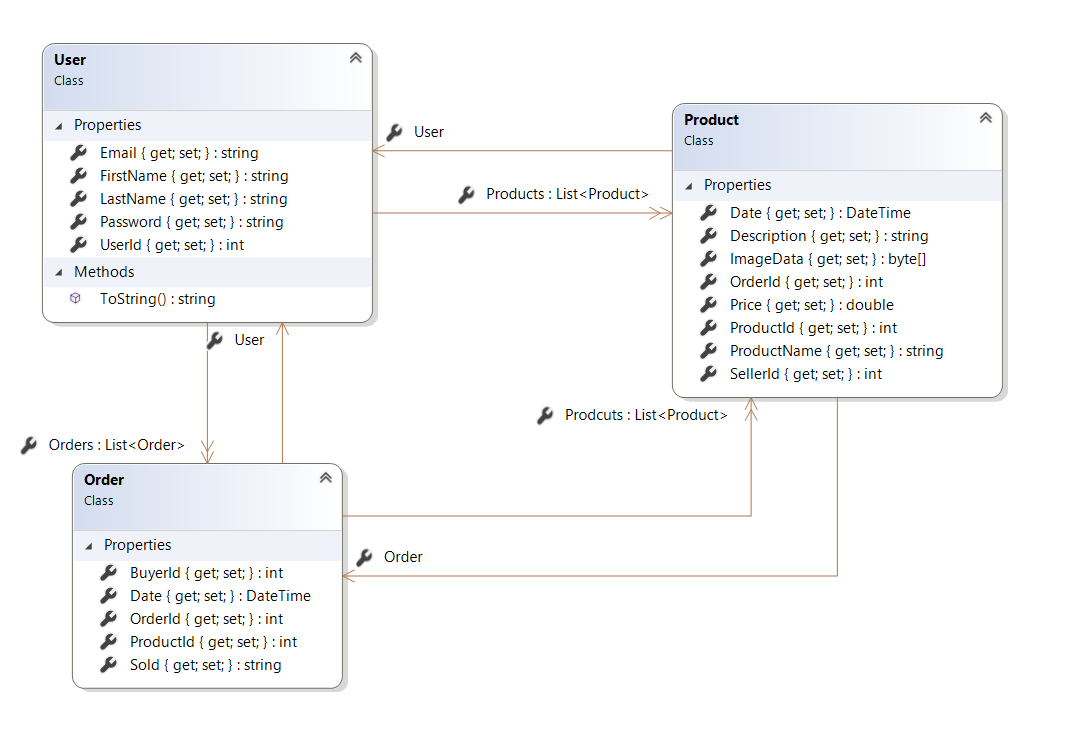 User
Class
Properties
Email { get; set; } : string
FirstName { get; set; } : string
LastName { get; set; } : string
Password { get; set; } : string
UserId { get; set; } : int
Methods
ToString() : string
User
Products : List<Product>
Product
Class
Properties
Date { get; set; } : DateTime
Description { get; set; } : string
ImageData { get; set; } : byte[]
OrderId { get; set; } : int
Price { get; set; } : double
ProductId { get; set; } : int
ProductName { get; set; } : string
SellerId { get; set; } : int
User
Prodcuts : List<Product>
Orders : List<Order>
Order
Class
Properties
BuyerId { get; set; } : int
Date { get; set; } : DateTime
OrderId { get; set; } : int
ProductId { get; set; } : int
Sold { get; set; } : string
Order